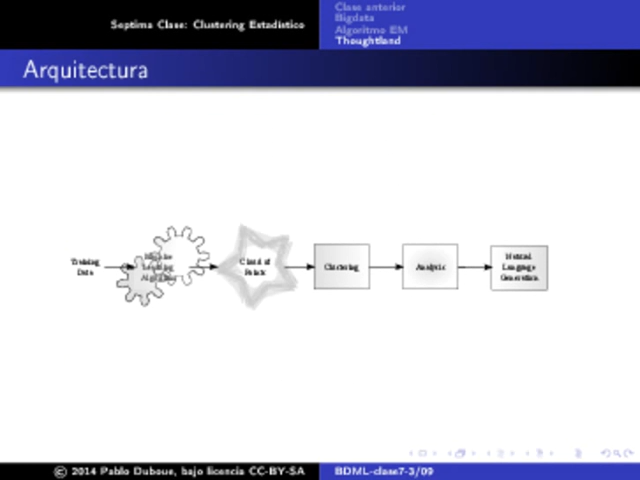 Septima Clase: Clustering Estadístico
Clase anterior
Bigdata
Algoritmo EM
Thoughtland
Arquitectura
Training
Data
Machine
Learning
Algorithm
Cloud of
Points
Clustering
Analysis
Natural
Language
Generation
© 2014 Pablo Duboue, bajo licencia CC-BY-SA
BDML-clase7-3/09